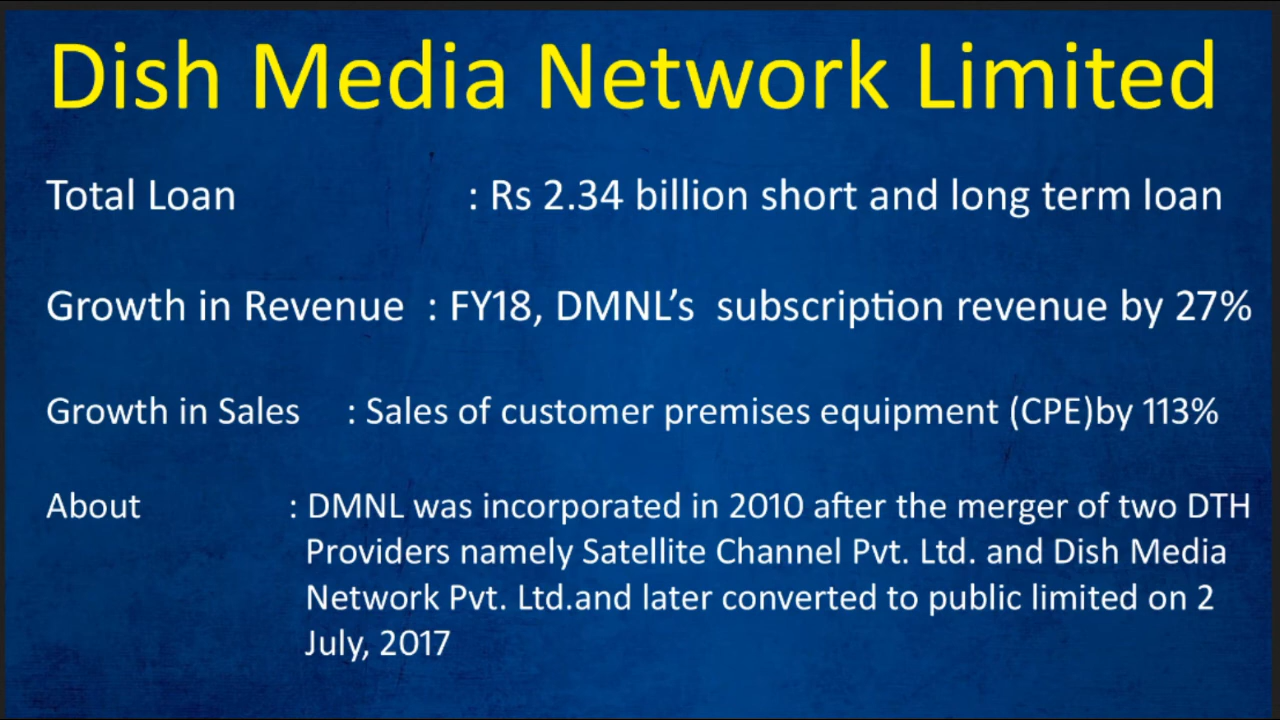 Dish Media Network Limited
Total Loan : Rs 2.34 billion short and long term loan
Growth in Revenue : FY18, DMNL’s subscription revenue by 27%
Growth in Sales : Sales of customer premises equipment (CPE)by 113%
About : DMNL was incorporated in 2010 after the merger of two DTH
Providers namely Satellite Channel Pvt. Ltd. and Dish Media
Network Pvt. Ltd.and later converted to public limited on 2
July, 2017